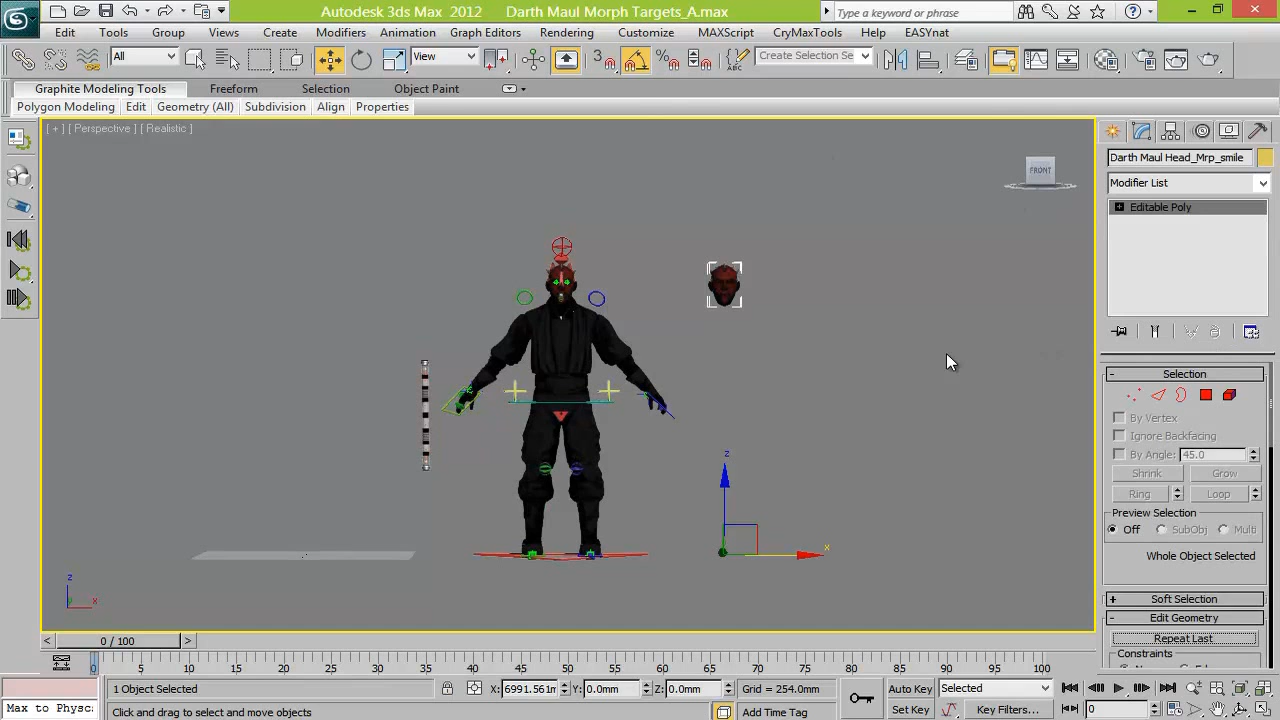 Autodesk 3ds Max 2012 Darth Maul Morph Targets_A.max Type a keyword or phrase
Edit Tools Group Views Create Modifiers Animation Graph Editors Rendering Customize MAXScript CryMaxTools Help EASYnat
All View 3 Create Selection Se
Graphite Modeling Tools Freeform Selection Object Paint
Polygon Modeling Edit Geometry (All) Subdivision Align Properties
[ + ] [ Perspective ] [ Realistic ]
FRONT
Darth Maul Head_Mrp_smile
Modifier List
Editable Poly
Selection
By Vertex
Ignore Backfacing
By Angle: 45.0
Shrink Grow
Ring Loop
Preview Selection
Off SubObj Multi
Whole Object Selected
Soft Selection
Edit Geometry
Repeat Last
Constraints
z
x
z
x
< 0 / 100 >
0 5 10 15 20 25 30 35 40 45 50 55 60 65 70 75 80 85 90 95 100
1 Object Selected X: 6991.561m Y: 0.0mm Z: 0.0mm Grid = 254.0mm Auto Key Selected
Max to Physc Click and drag to select and move objects Add Time Tag Set Key Key Filters... 0